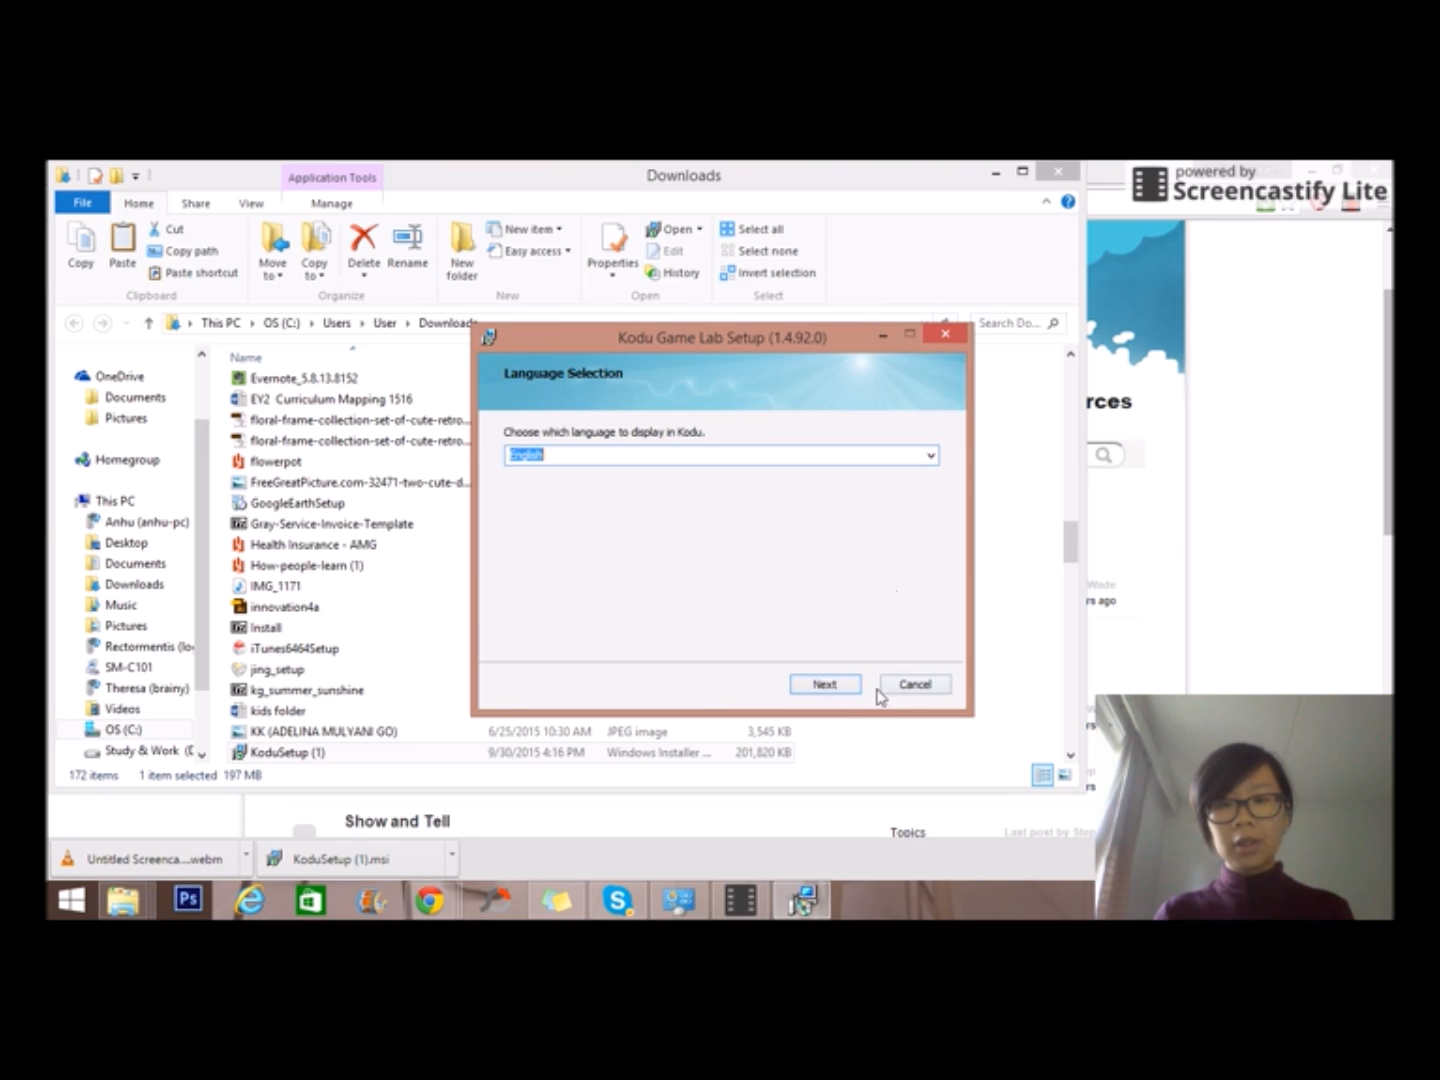 Application Tools
Downloads
powered by
Screencastify Lite
File
Home
Share
View
Manage
Copy
Paste
Cut
Copy path
Paste shortcut
Clipboard
Move to
Copy to
Delete
Rename
Organize
New folder
New item
Easy access
New
Properties
Open
Edit
History
Open
Select all
Select none
Invert selection
Select
This PC
OS (C:)
Users
User
Downloads
Search Do...
OneDrive
Documents
Pictures
Homegroup
This PC
Anhu (anhu-pc)
Desktop
Documents
Downloads
Music
Pictures
Rectormentis (lo
SM-C101
Theresa (brainy)
Videos
OS (C:)
Study & Work (D
Name
Evernote_5.8.13.8152
EY2 Curriculum Mapping 1516
floral-frame-collection-set-of-cute-retro...
floral-frame-collection-set-of-cute-retro...
flowerpot
FreeGreatPicture.com-32471-two-cute-d...
GoogleEarthSetup
Gray-Service-Invoice-Template
Health Insurance - AMG
How-people-learn (1)
IMG_1171
innovation4a
Install
iTunes6464Setup
jing_setup
kg_summer_sunshine
kids folder
KK (ADELINA MULYANI GO) 6/25/2015 10:30 AM JPEG image 3,545 KB
KoduSetup (1) 9/30/2015 4:16 PM Windows Installer ... 201,820 KB
172 items 1 item selected 197 MB
Kodu Game Lab Setup (1.4.92.0)
Language Selection
Choose which language to display in Kodu.
English
Next
Cancel
rces
Wade
rs ago
Show and Tell
Topics
Last post by Step
Untitled Screenca....webm
KoduSetup (1).msi
Ps